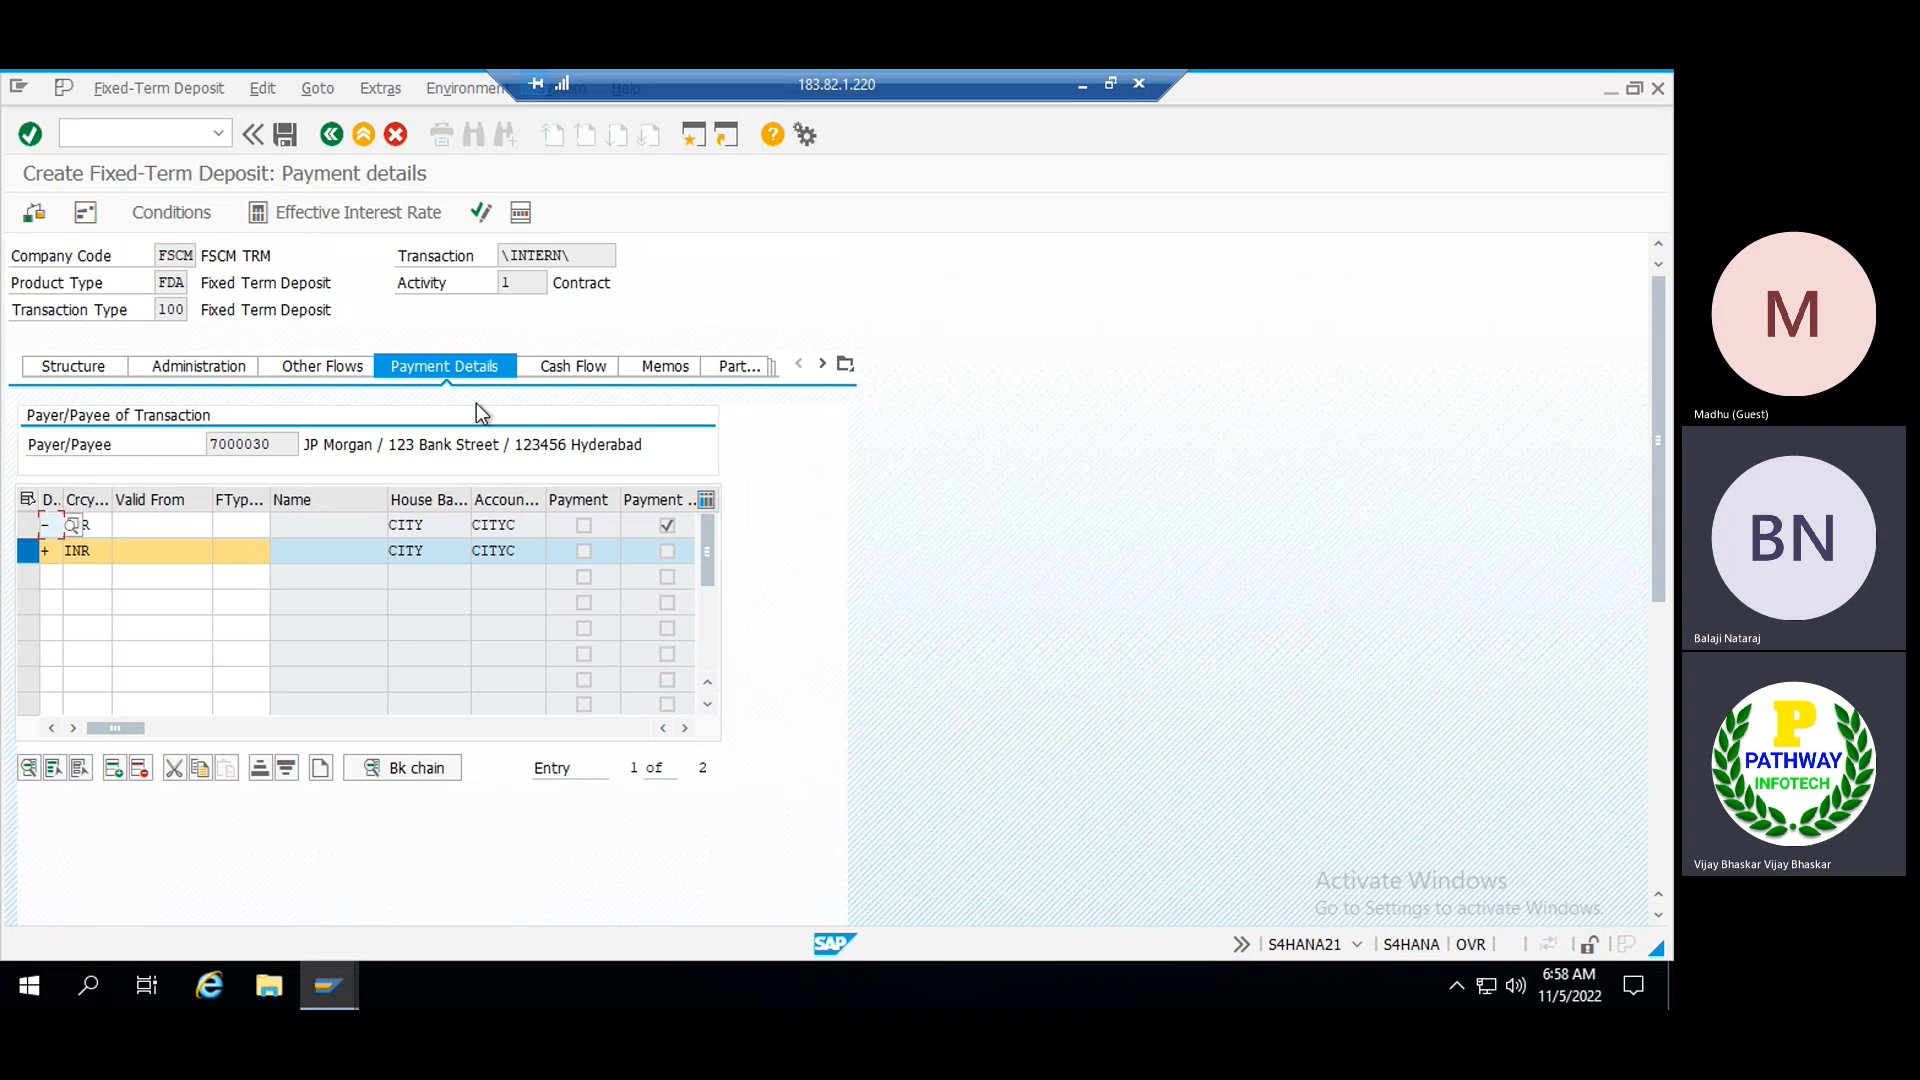 Fixed-Term Deposit Edit Goto Extras Environmen Help
183.82.1.220
Create Fixed-Term Deposit: Payment details
Conditions Effective Interest Rate
Company Code FSCM FSCM TRM Transaction \INTERN\
Product Type FDA Fixed Term Deposit Activity 1 Contract
Transaction Type 100 Fixed Term Deposit
Structure Administration Other Flows Payment Details Cash Flow Memos Part...
Payer/Payee of Transaction
Payer/Payee 7000030 JP Morgan / 123 Bank Street / 123456 Hyderabad
D.. Crcy... Valid From FTyp... Name House Ba... Accoun... Payment Payment ..
- R CITY CITYC
+ INR CITY CITYC
Bk chain Entry 1 of 2
Activate Windows
Go to Settings to activate Windows.
SAP S4HANA21 S4HANA OVR
6:58 AM
11/5/2022
M
Madhu (Guest)
BN
Balaji Nataraj
P
PATHWAY
INFOTECH
Vijay Bhaskar Vijay Bhaskar